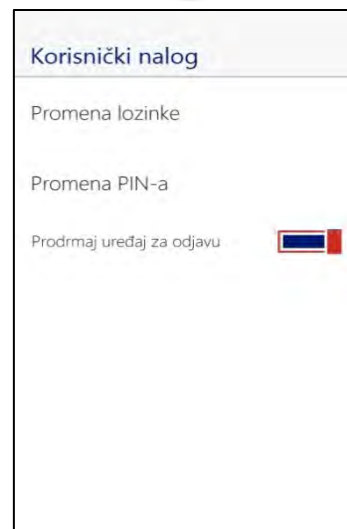 Korisnički nalog
Promena lozinke
Promena PIN-a
Prodrmaj uređaj za odjavu